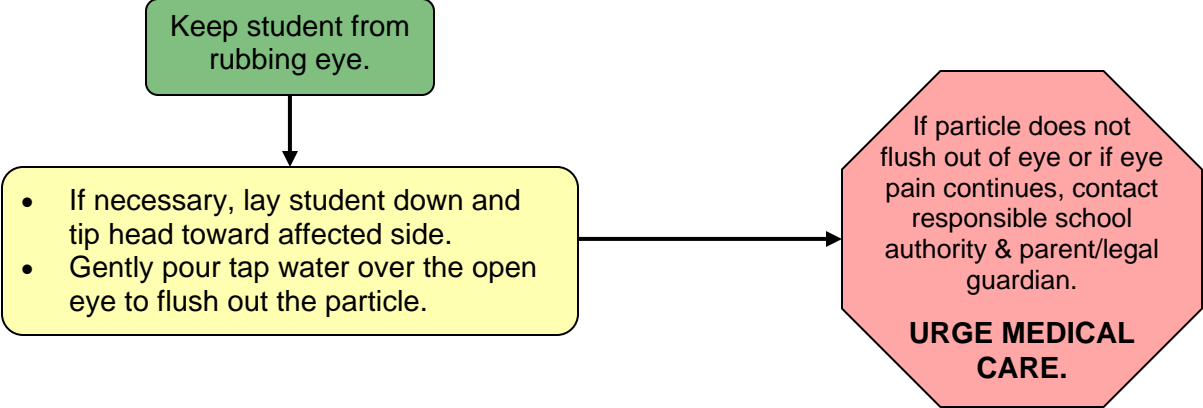 Keep student from
rubbing eye.
• If necessary, lay student down and
tip head toward affected side.
• Gently pour tap water over the open
eye to flush out the particle.
If particle does not
flush out of eye or if eye
pain continues, contact
responsible school
authority & parent/legal
guardian.
URGE MEDICAL
CARE.